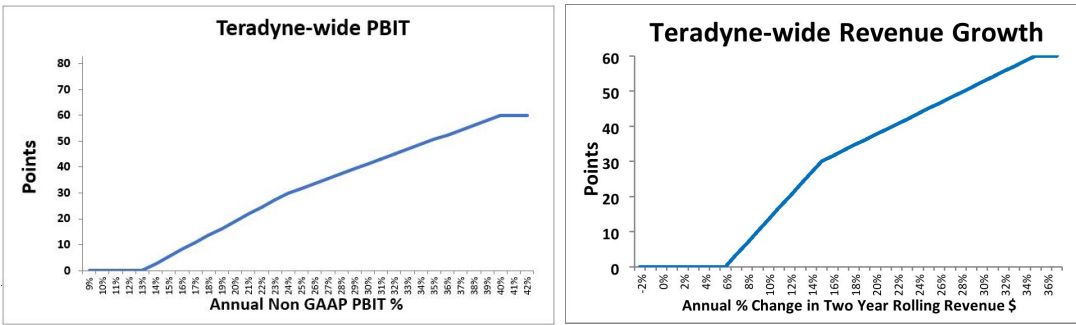 Teradyne-wide PBIT
80
70
60
50
40
30
20
10
0
Points
9% 10% 11% 12% 13% 14% 15% 16% 17% 18% 19% 20% 21% 22% 23% 24% 25% 26% 27% 28% 29% 30% 31% 32% 33% 34% 35% 36% 37% 38% 39% 40% 41% 42%
Annual Non GAAP PBIT %
Teradyne-wide Revenue Growth
60
50
40
30
20
10
0
Points
-2% 0% 2% 4% 6% 8% 10% 12% 14% 16% 18% 20% 22% 24% 26% 28% 30% 32% 34% 36%
Annual % Change in Two Year Rolling Revenue $